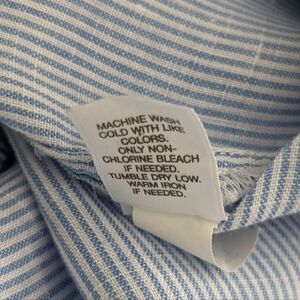 MACHINE WASH
COLD WITH LIKE
COLORS.
ONLY NON-
CHLORINE BLEACH
IF NEEDED.
TUMBLE DRY LOW.
WARM IRON
IF NEEDED.